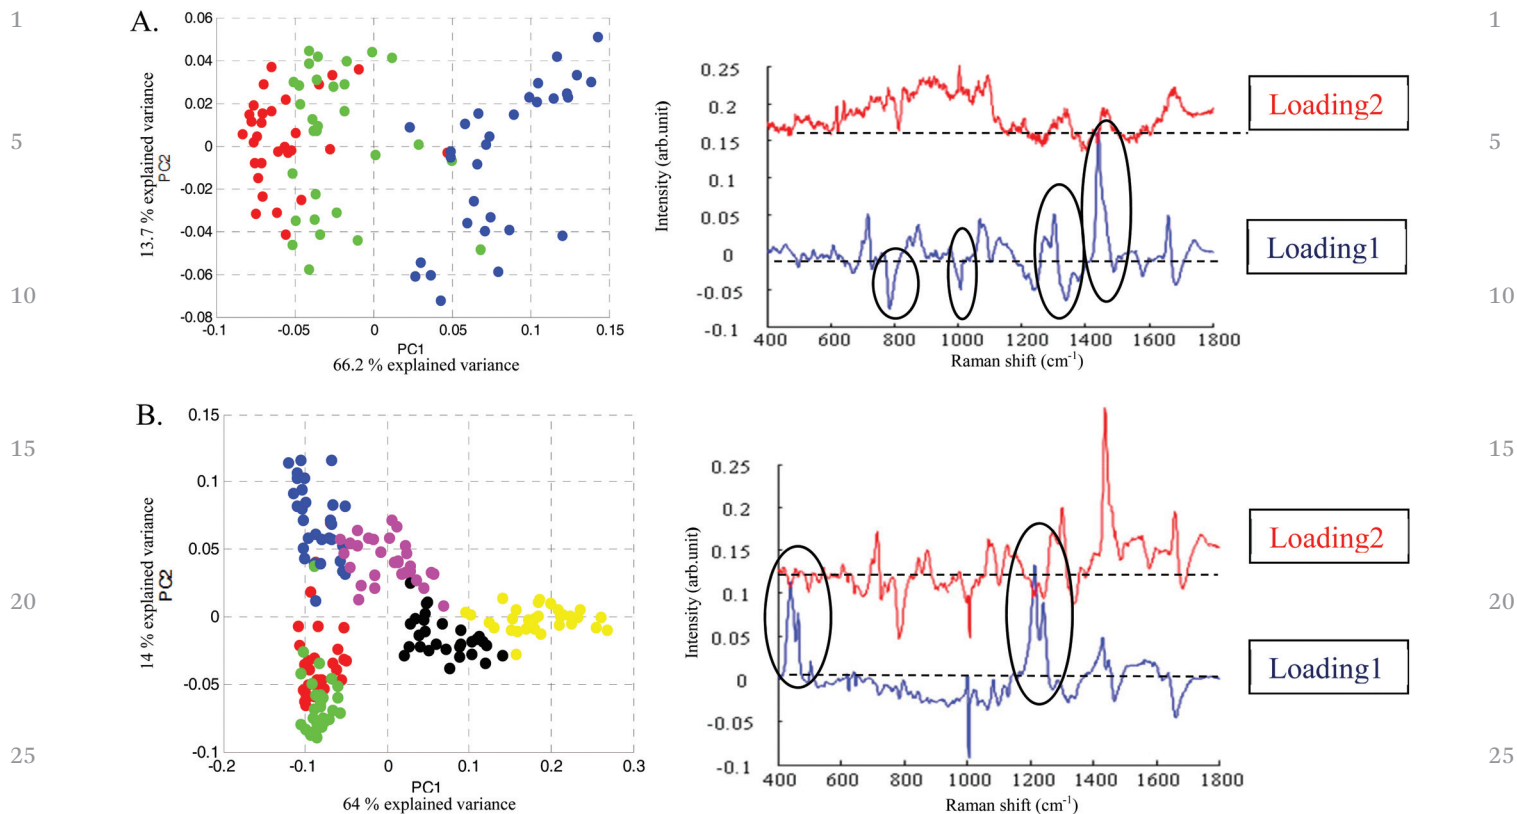 1
5
10
15
20
25
A.
13.7 % explained variance
PC2
0.06
0.04
0.02
0
-0.02
-0.04
-0.06
-0.08
-0.1
-0.05
0
0.05
0.1
0.15
PC1
66.2 % explained variance
Intensity (arb.unit)
0.25
0.2
0.15
0.1
0.05
0
-0.05
-0.1
400 600 800 1000 1200 1400 1600 1800
Raman shift (cm-1)
Loading2
Loading1
B.
14 % explained variance
PC2
0.15
0.1
0.05
0
-0.05
-0.1
-0.2
-0.1
0
0.1
0.2
0.3
PC1
64 % explained variance
Intensity (arb.unit)
0.25
0.2
0.15
0.1
0.05
0
-0.05
-0.1
400 600 800 1000 1200 1400 1600 1800
Raman shift (cm-1)
Loading2
Loading1
1
5
10
15
20
25